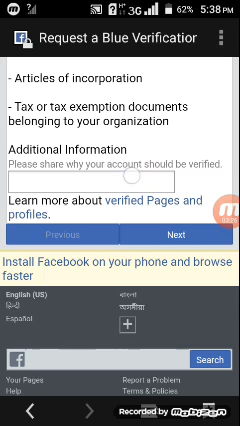 3G 62% 5:38 PM
Request a Blue Verification
- Articles of incorporation
- Tax or tax exemption documents
belonging to your organization
Additional Information
Please share why your account should be verified.
Learn more about verified Pages and
profiles.
Previous Next
Install Facebook on your phone and browse
faster
English (US) বাংলা
हिन्दी অসমীয়া
Español
Search
Your Pages Report a Problem
Help Terms & Policies
Recorded by Mobizen